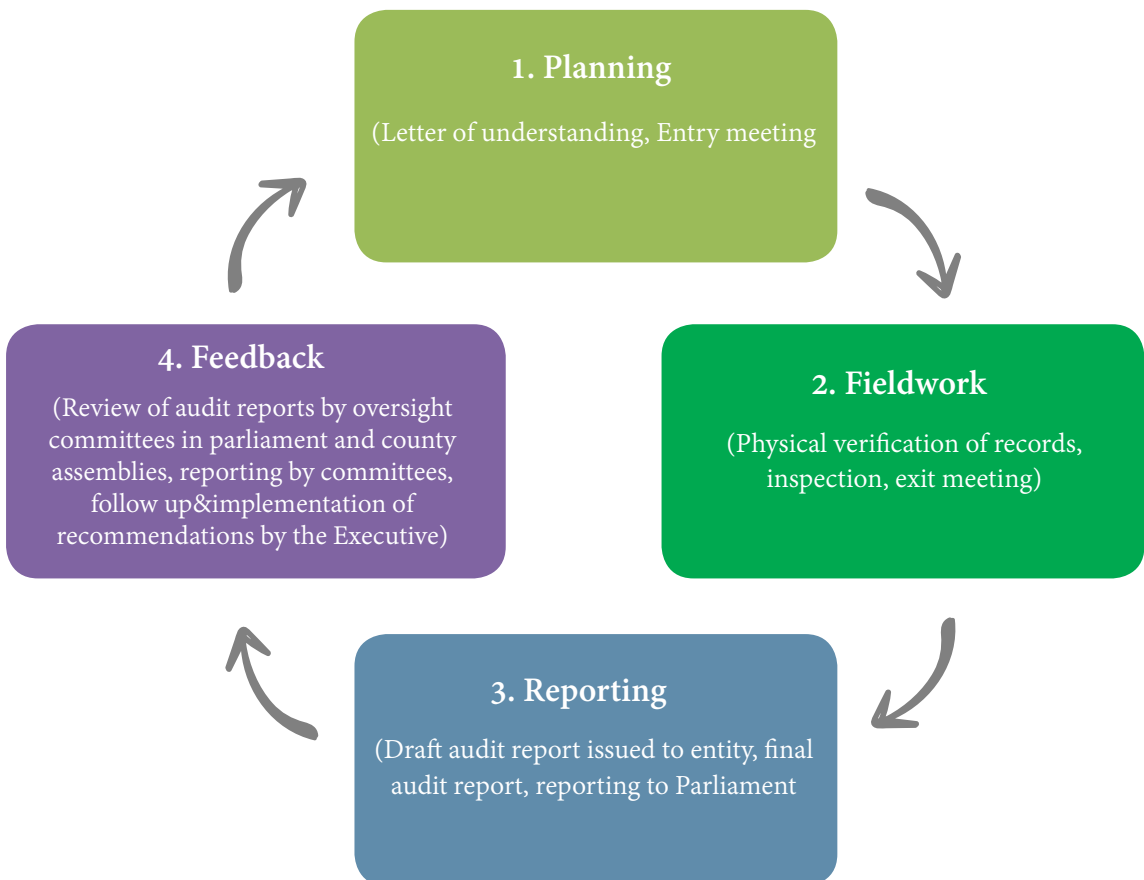 1. Planning
(Letter of understanding, Entry meeting
2. Fieldwork
(Physical verification of records,
inspection, exit meeting)
3. Reporting
(Draft audit report issued to entity, final
audit report, reporting to Parliament
4. Feedback
(Review of audit reports by oversight
committees in parliament and county
assemblies, reporting by committees,
follow up&implementation of
recommendations by the Executive)